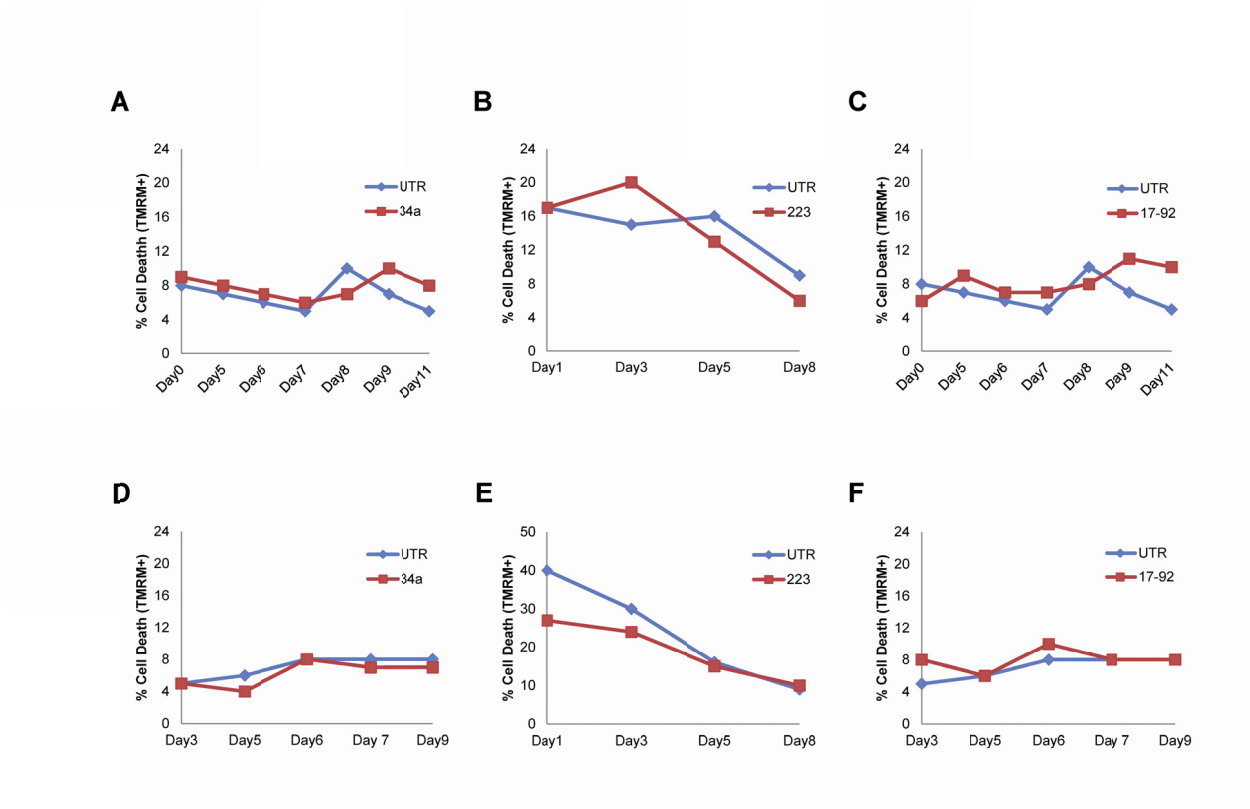 A
% Cell Deathh (TMRM+)
24
20
16
12
8
4
0
UTR
34a
Day0
Day5
Day6
Day7
Day8
Day9
Day11
B
% Cell Death (TMRM+)
24
20
16
12
8
4
0
UTR
223
Day1
Day3
Day5
Day8
C
% Cell Death (TMRM+)
24
20
16
12
8
4
0
UTR
17-92
Day0
Day5
Day6
Day7
Day8
Day9
Day11
D
% Cell Death (TMRM+)
24
20
16
12
8
4
0
UTR
34a
Day3
Day5
Day6
Day 7
Day9
E
% Cell Death (TMRM+)
50
40
30
20
10
0
UTR
223
Day1
Day3
Day5
Day8
F
% Cell Death (TMRM+)
24
20
16
12
8
4
0
UTR
17-92
Day3
Day5
Day6
Day 7
Day9